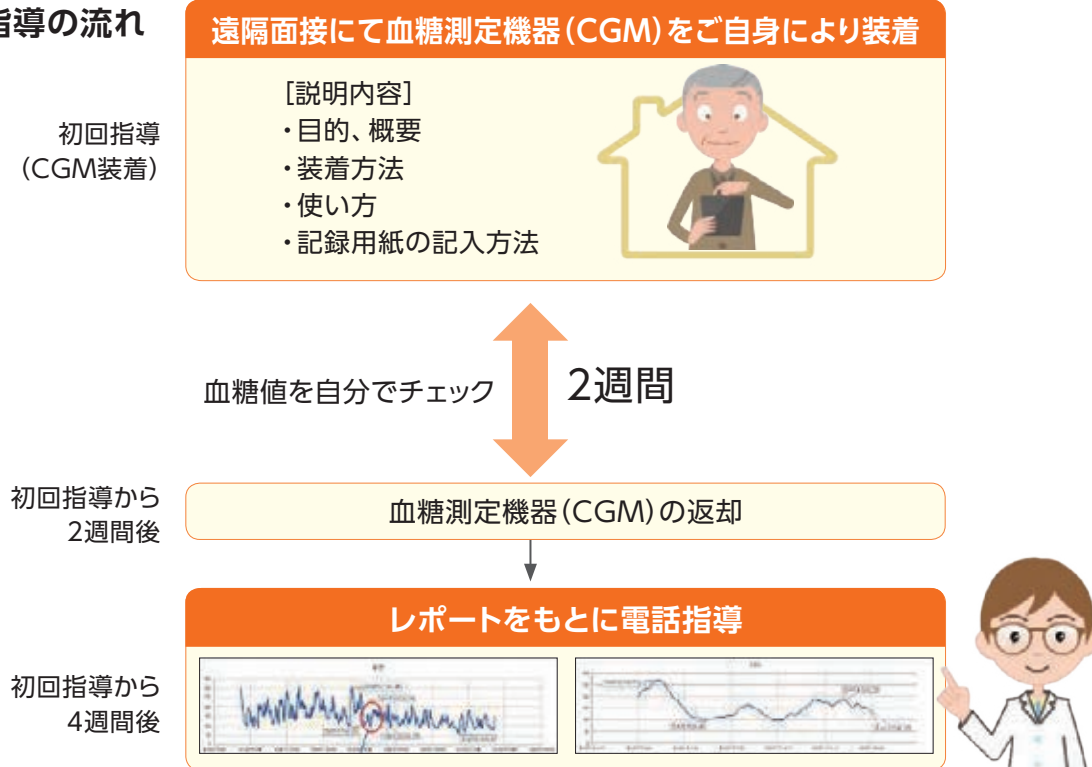 指導の流れ
遠隔面接にて血糖測定機器(CGM)をご自身により装着
初回指導
(CGM装着)
[説明内容]
・目的、概要
・装着方法
・使い方
・記録用紙の記入方法
血糖値を自分でチェック
2週間
初回指導から
2週間後
血糖測定機器(CGM)の返却
レポートをもとに電話指導
初回指導から
4週間後